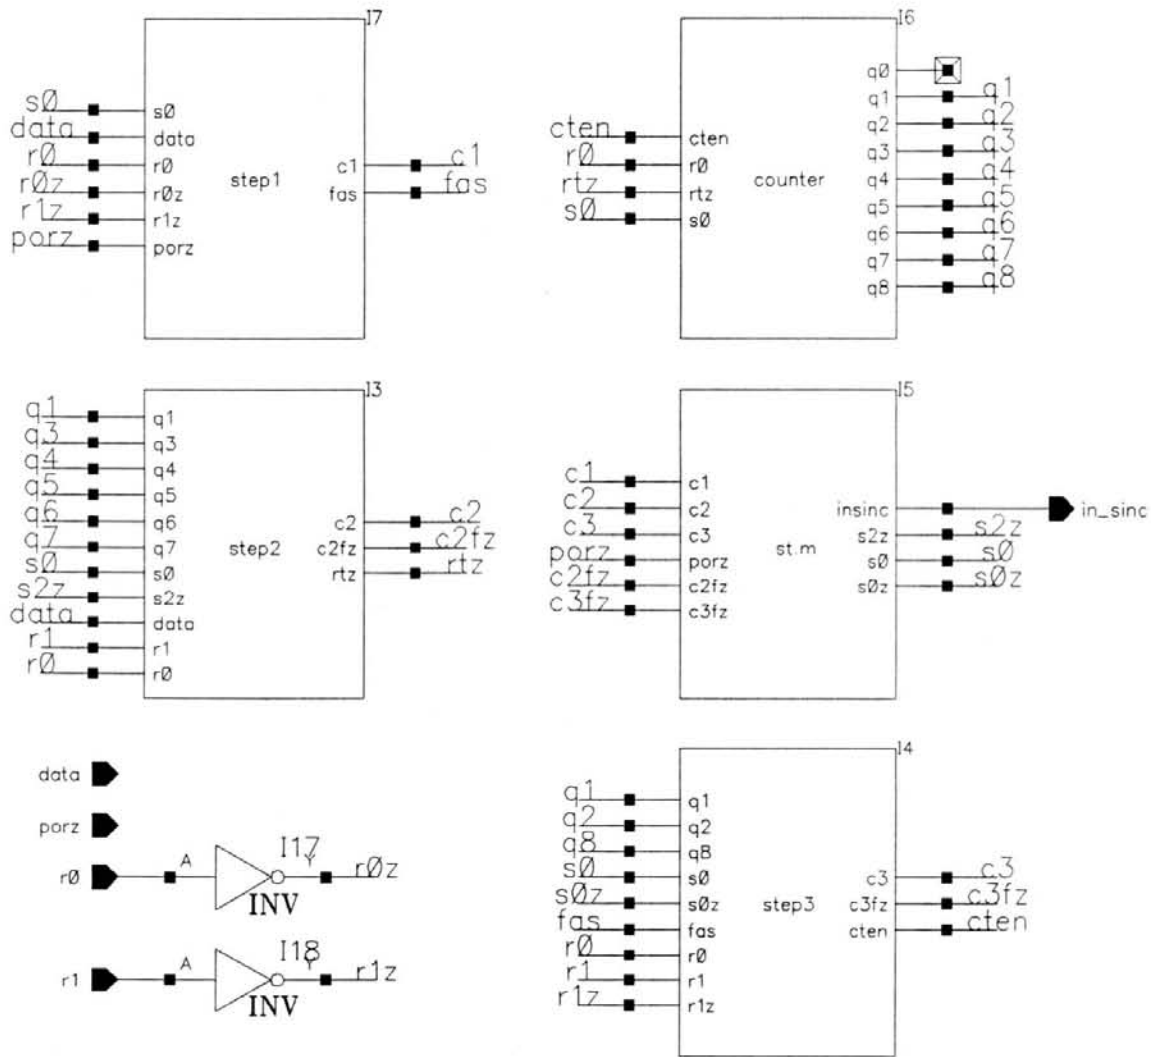 I7
s0 s0
data data
r0 r0
r0z r0z
r1z r1z
porz porz
step1
c1 c1
fas fas
I6
cten cten
r0 r0
rtz rtz
s0 s0
counter
q0
q1 q1
q2 q2
q3 q3
q4 q4
q5 q5
q6 q6
q7 q7
q8 q8
I3
q1 q1
q3 q3
q4 q4
q5 q5
q6 q6
q7 q7
s0 s0
s2z s2z
data data
r1 r1
r0 r0
step2
c2 c2
c2fz c2fz
rtz rtz
I5
c1 c1
c2 c2
c3 c3
porz porz
c2fz c2fz
c3fz c3fz
st.m
insinc in_sinc
s2z s2z
s0 s0
s0z s0z
data
porz
r0 A I17 Y r0z
INV
r1 A I18 Y r1z
INV
I4
q1 q1
q2 q2
q8 q8
s0 s0
s0z s0z
fas fas
r0 r0
r1 r1
r1z r1z
step3
c3 c3
c3fz c3fz
cten cten